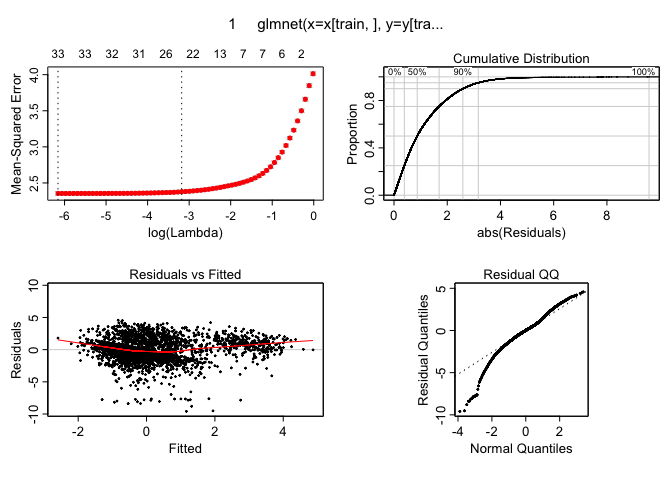 1 glmnet(x=x[train, ], y=y[tra...
33 33 32 31 26 22 13 7 7 6 2
Mean-Squared Error
4.0
3.5
3.0
2.5
-6 -5 -4 -3 -2 -1 0
log(Lambda)
Cumulative Distribution
0% 50% 90% 100%
Proportion
0.8
0.4
0.0
0 2 4 6 8
abs(Residuals)
Residuals vs Fitted
Residuals
10
5
0
-5
-10
-2 0 2 4
Fitted
Residual QQ
Residual Quantiles
5
0
-5
-10
-4 -2 0 2
Normal Quantiles